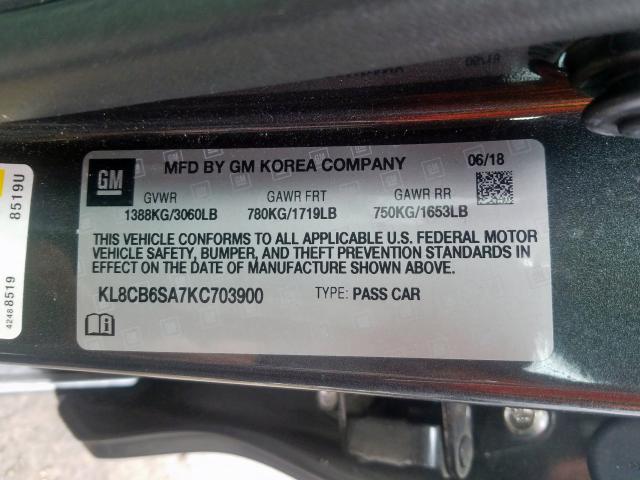 GM
MFD BY GM KOREA COMPANY
06/18
GVWR GAWR FRT GAWR RR
1388KG/3060LB 780KG/1719LB 750KG/1653LB
THIS VEHICLE CONFORMS TO ALL APPLICABLE U.S. FEDERAL MOTOR
VEHICLE SAFETY, BUMPER, AND THEFT PREVENTION STANDARDS IN
EFFECT ON THE DATE OF MANUFACTURE SHOWN ABOVE.
KL8CB6SA7KC703900 TYPE: PASS CAR
8519U
42488519